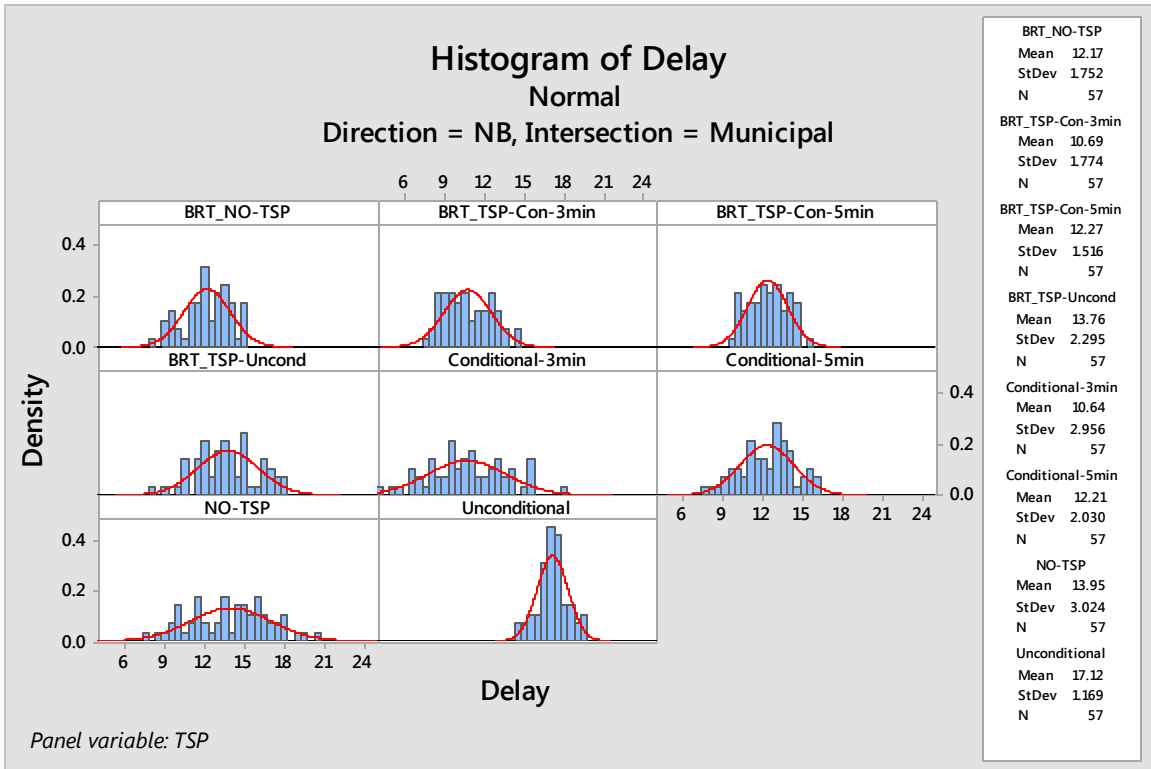 Histogram of Delay
Normal
Direction = NB, Intersection = Municipal
6 9 12 15 18 21 24
BRT_NO-TSP BRT_TSP-Con-3min BRT_TSP-Con-5min
0.4
0.2
0.0
BRT_TSP-Uncond Conditional-3min Conditional-5min
0.4
0.2
0.0
NO-TSP Unconditional
6 9 12 15 18 21 24
0.4
0.2
0.0
6 9 12 15 18 21 24
Density
Delay
Panel variable: TSP
BRT_NO-TSP
Mean 12.17
StDev 1.752
N 57
BRT_TSP-Con-3min
Mean 10.69
StDev 1.774
N 57
BRT_TSP-Con-5min
Mean 12.27
StDev 1.516
N 57
BRT_TSP-Uncond
Mean 13.76
StDev 2.295
N 57
Conditional-3min
Mean 10.64
StDev 2.956
N 57
Conditional-5min
Mean 12.21
StDev 2.030
N 57
NO-TSP
Mean 13.95
StDev 3.024
N 57
Unconditional
Mean 17.12
StDev 1.169
N 57